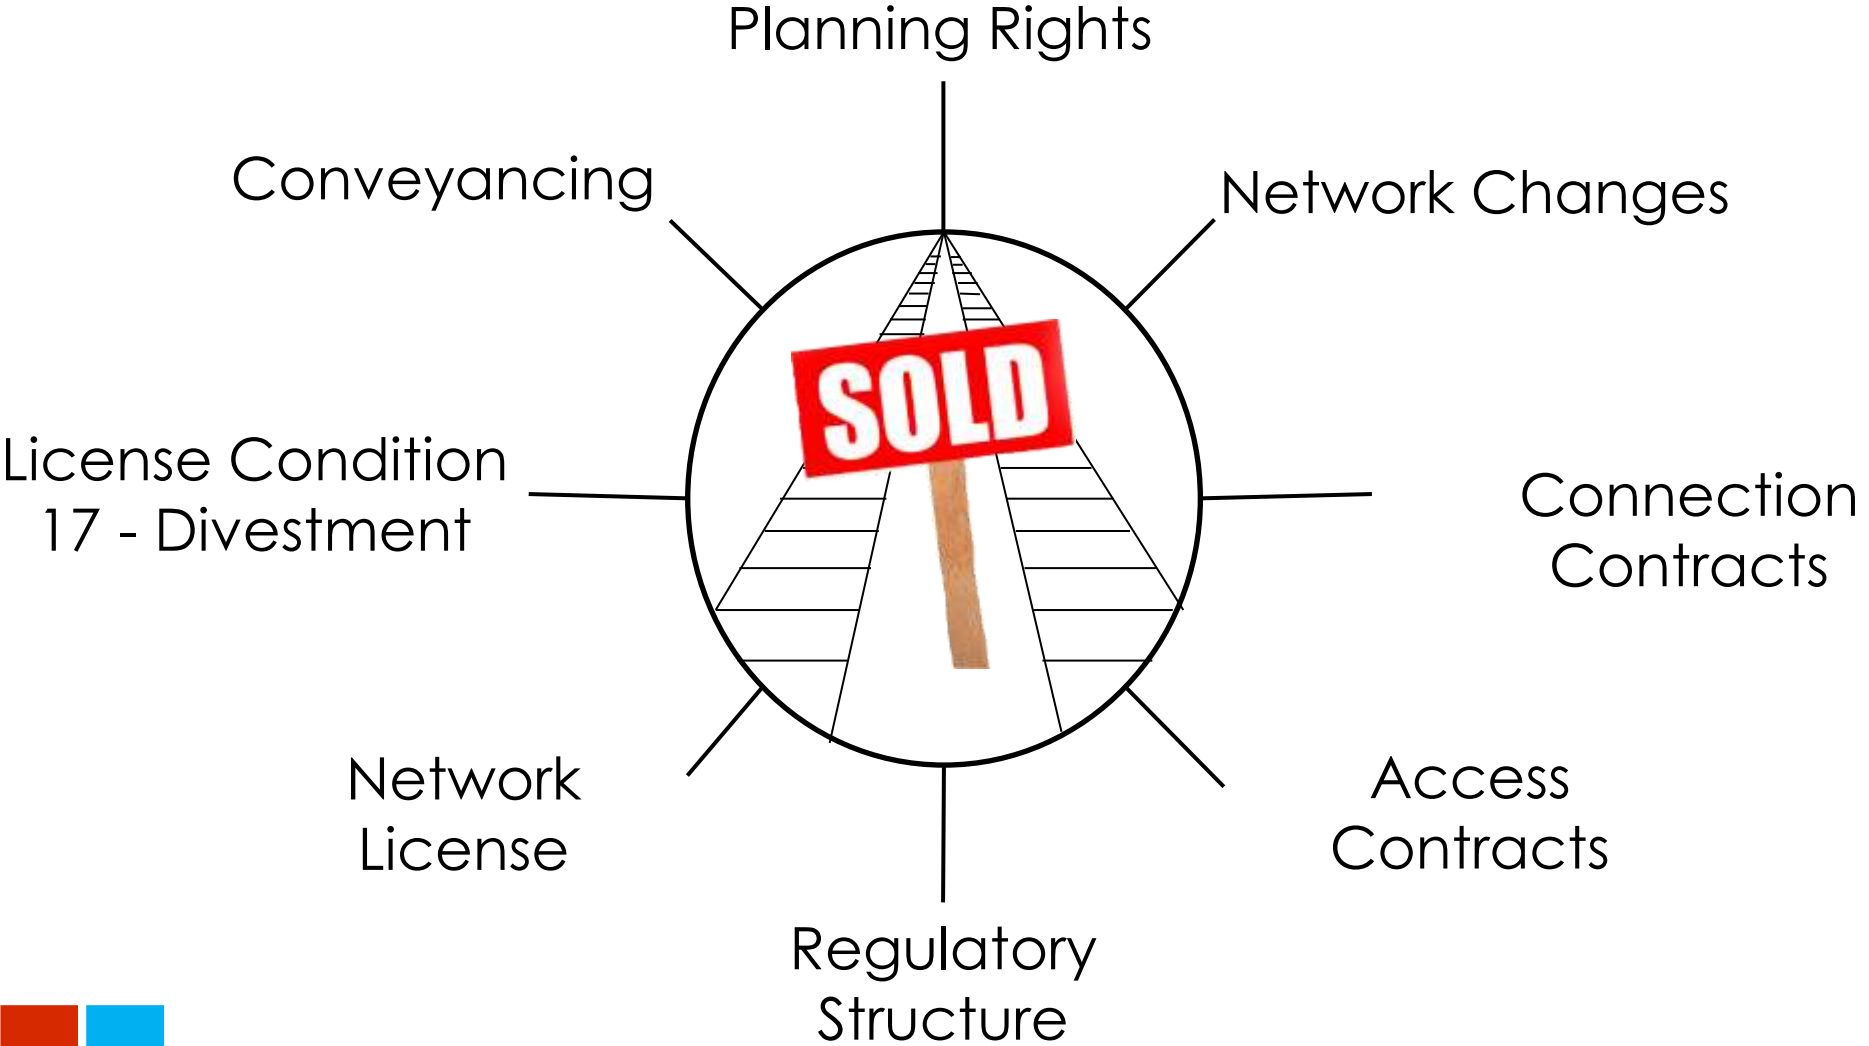 Planning Rights
Conveyancing
Network Changes
SOLD
License Condition
17 - Divestment
Connection
Contracts
Network
License
Access
Contracts
Regulatory
Structure